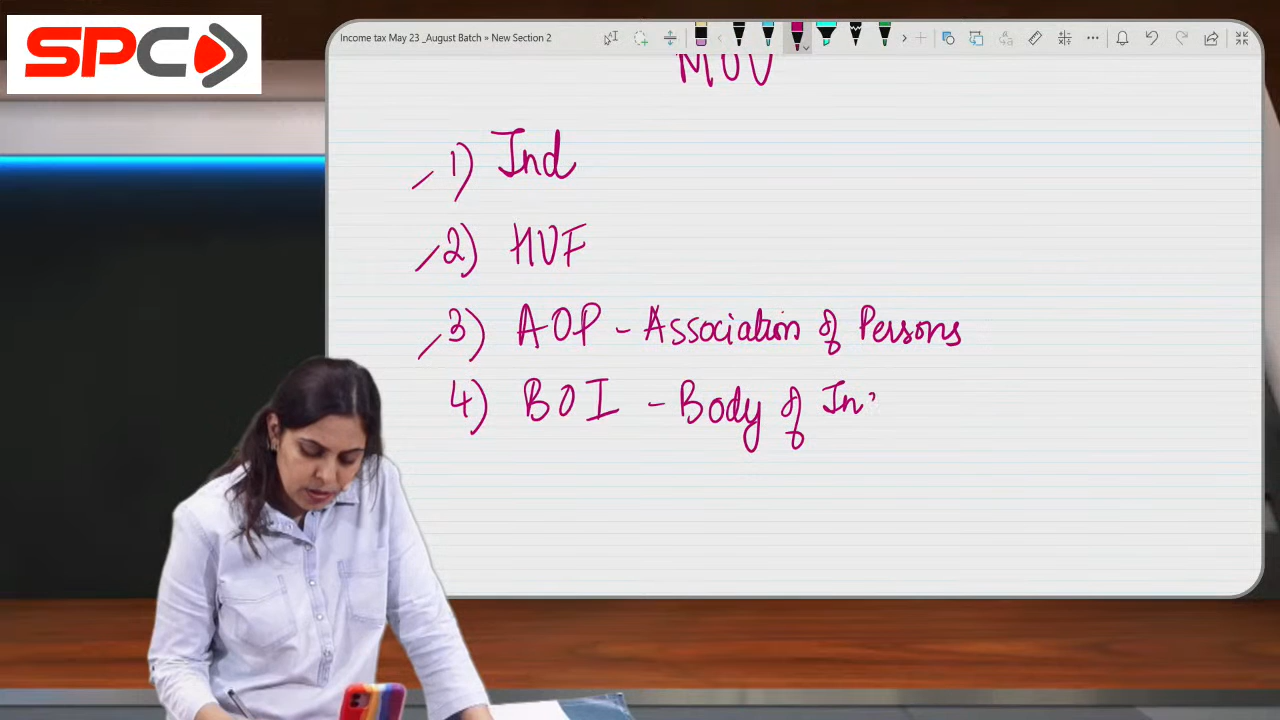 SPC
Income tax May 23 _August Batch » New Section 2
1) Ind
2) HUF
3) AOP - Association of Persons
4) BOI - Body of In